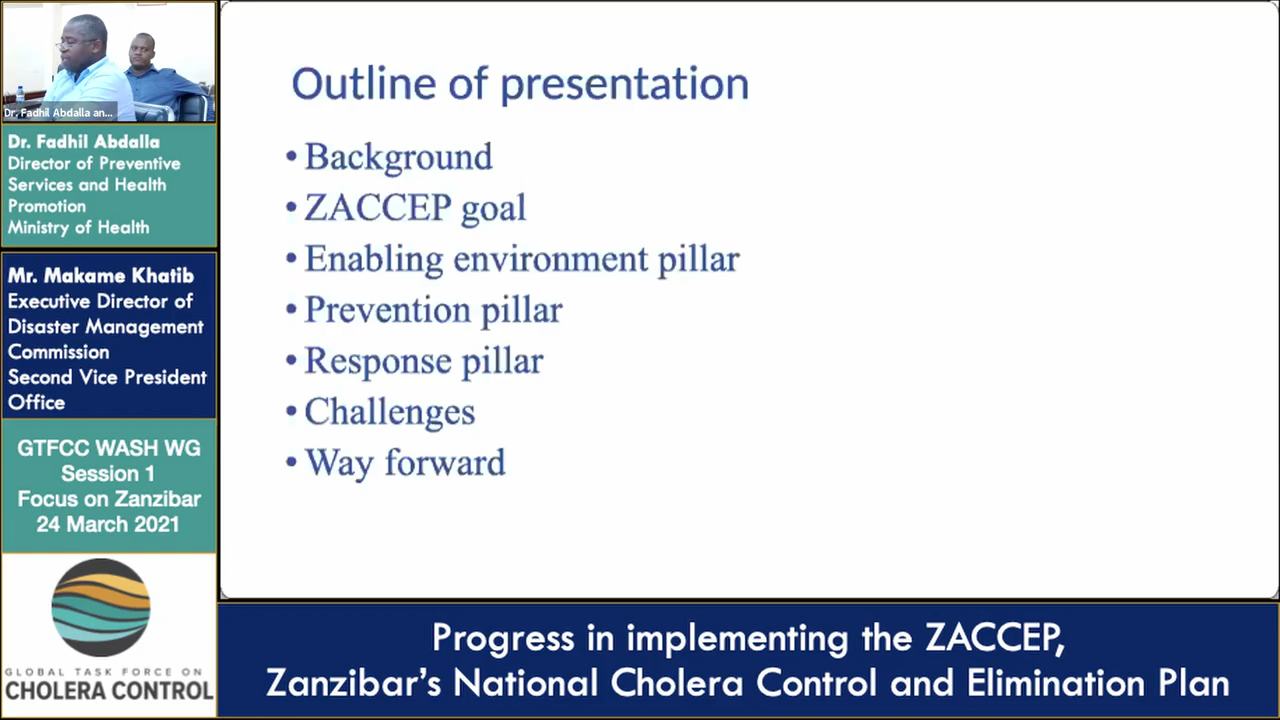 Dr. Fadhil Abdalla an...
Dr. Fadhil Abdalla
Director of Preventive
Services and Health
Promotion
Ministry of Health
Mr. Makame Khatib
Executive Director of
Disaster Management
Commission
Second Vice President
Office
GTFCC WASH WG
Session 1
Focus on Zanzibar
24 March 2021
GLOBAL TASK FORCE ON
CHOLERA CONTROL
Outline of presentation
• Background
• ZACCEP goal
• Enabling environment pillar
• Prevention pillar
• Response pillar
• Challenges
• Way forward
Progress in implementing the ZACCEP,
Zanzibar's National Cholera Control and Elimination Plan